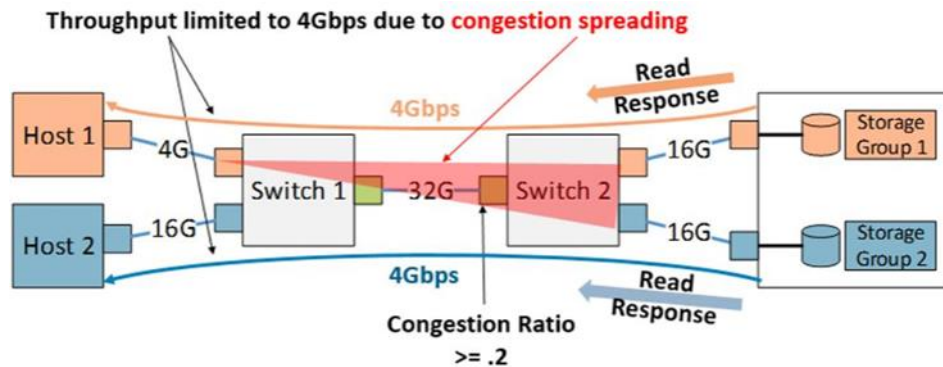 Throughput limited to 4Gbps due to congestion spreading
Read
Response
4Gbps
Host 1
4G
Switch 1
32G
Switch 2
16G
Storage
Group 1
Host 2
16G
16G
Storage
Group 2
4Gbps
Read
Response
Congestion Ratio
>= .2